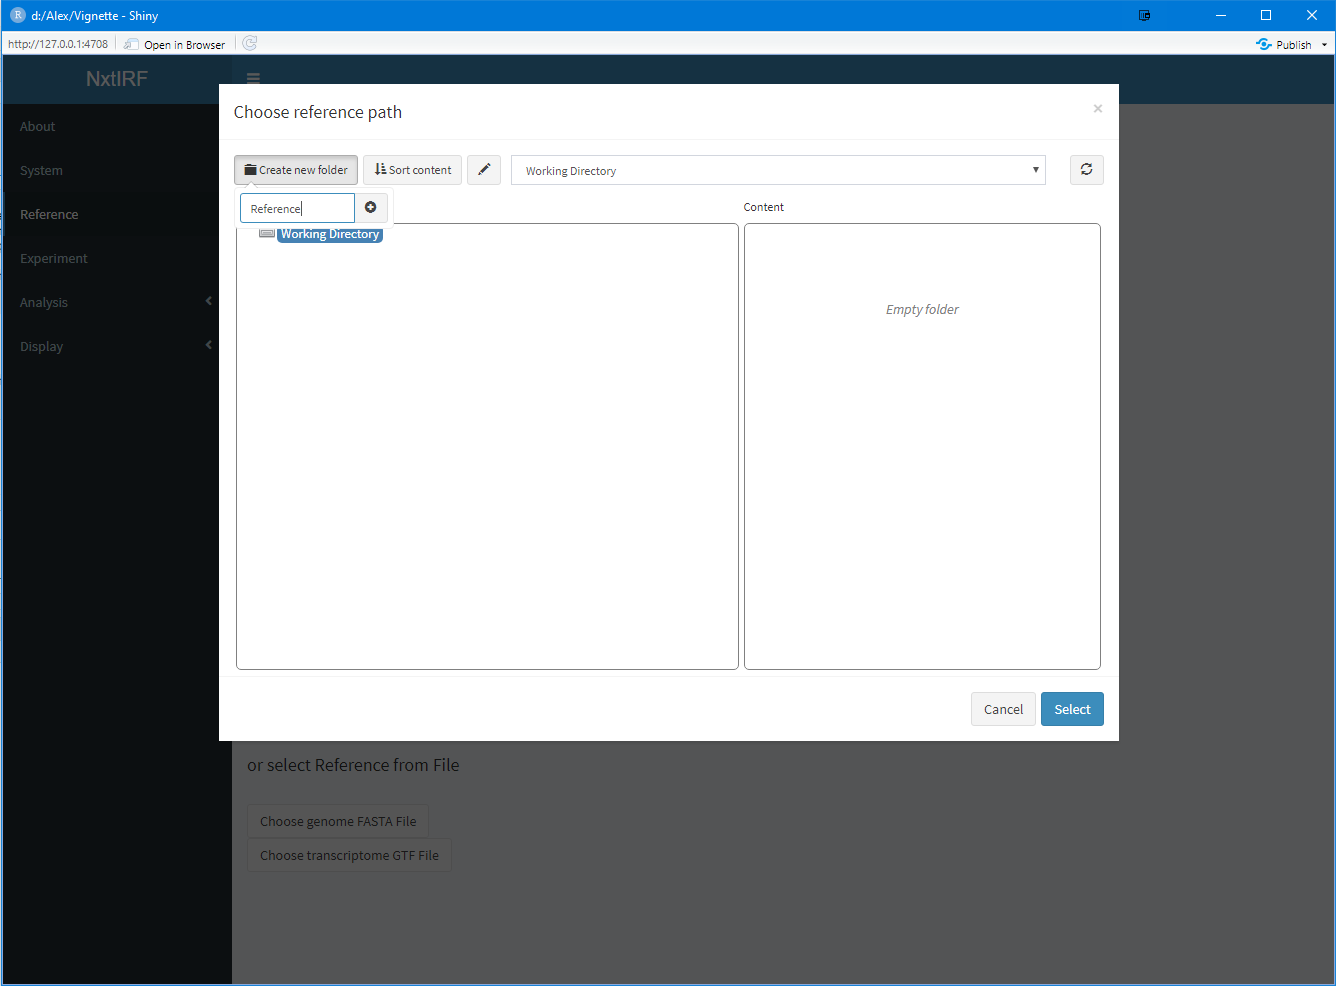 R d:/Alex/Vignette - Shiny
http://127.0.0.1:4708 Open in Browser Publish
NxtIRF
About
System
Reference
Experiment
Analysis
Display
Choose reference path ×
Create new folder Sort content Working Directory
Reference
Content
Working Directory
Empty folder
Cancel Select
or select Reference from File
Choose genome FASTA File
Choose transcriptome GTF File